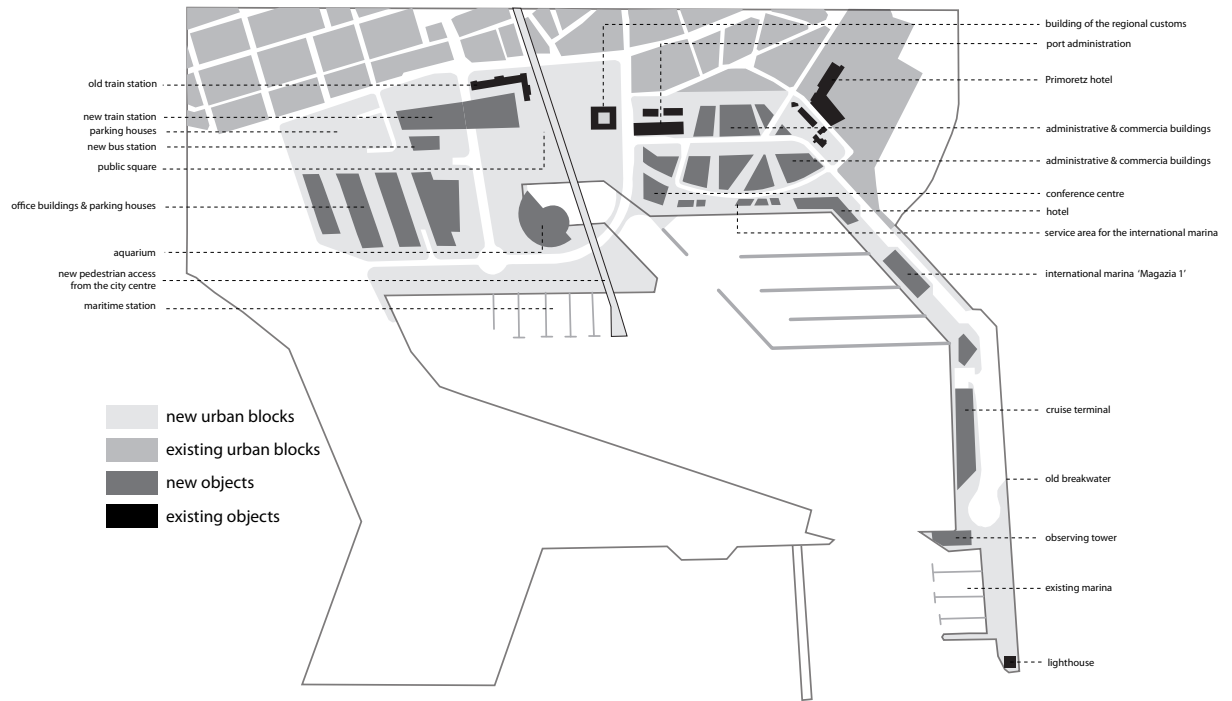 building of the regional customs
port administration
old train station
Primoretz hotel
new train station
parking houses
administrative & commercia buildings
new bus station
public square
administrative & commercia buildings
conference centre
office buildings & parking houses
hotel
service area for the international marina
aquarium
new pedestrian access
from the city centre
international marina ‘Magazia 1’
maritime station
new urban blocks
cruise terminal
existing urban blocks
new objects
old breakwater
existing objects
observing tower
existing marina
lighthouse